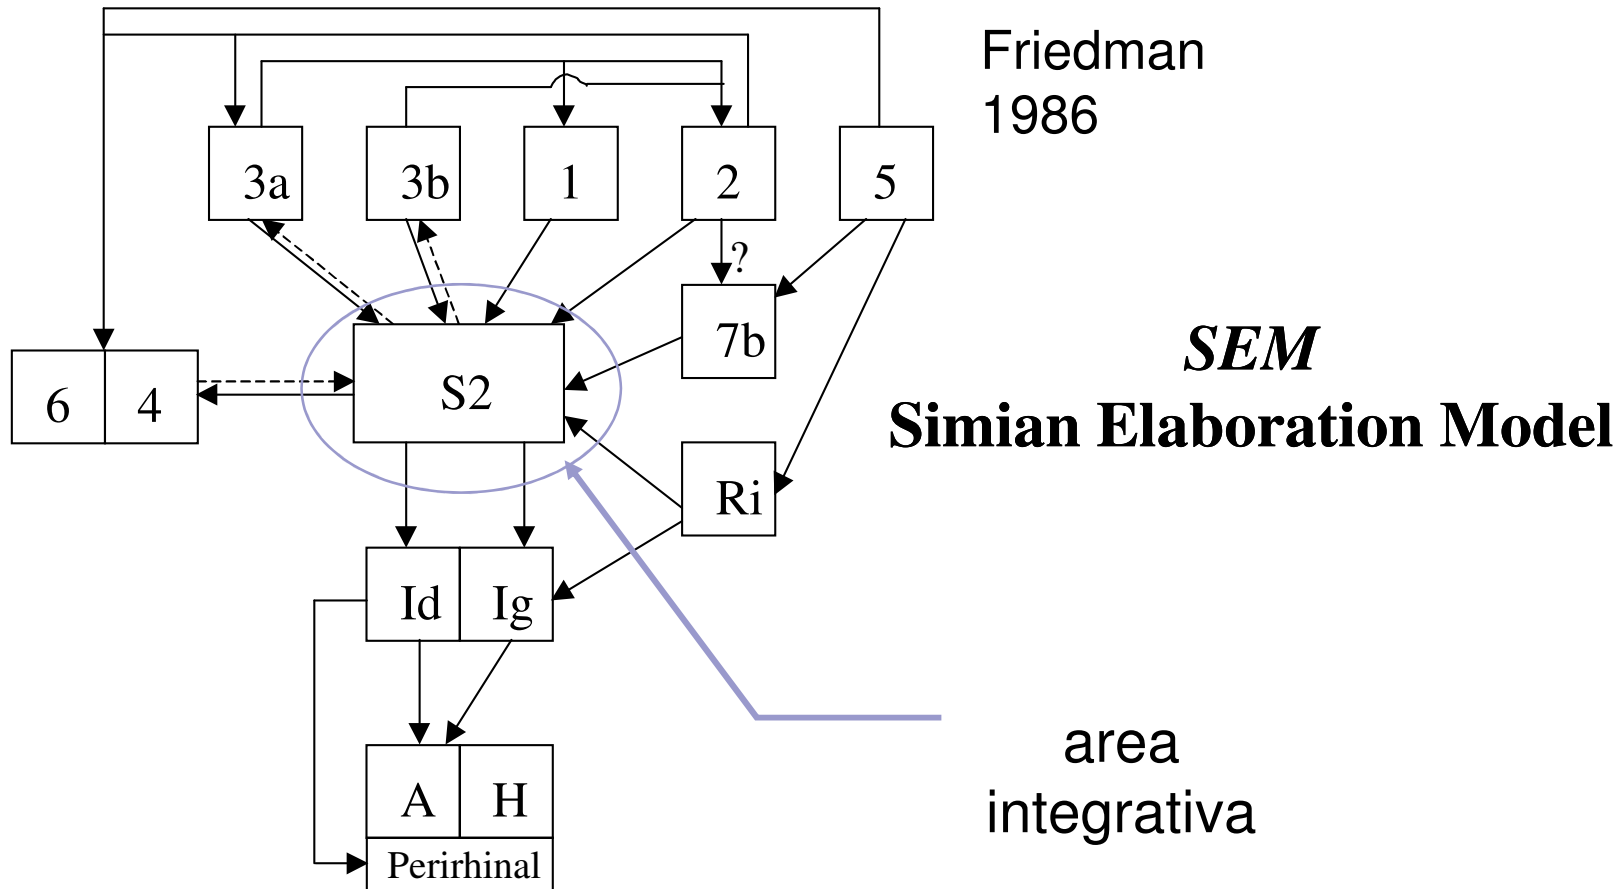 Friedman
1986
3a
3b
1
2
5
?
7b
SEM
Simian Elaboration Model
6
4
S2
Ri
Id
Ig
area
integrativa
A
H
Perirhinal